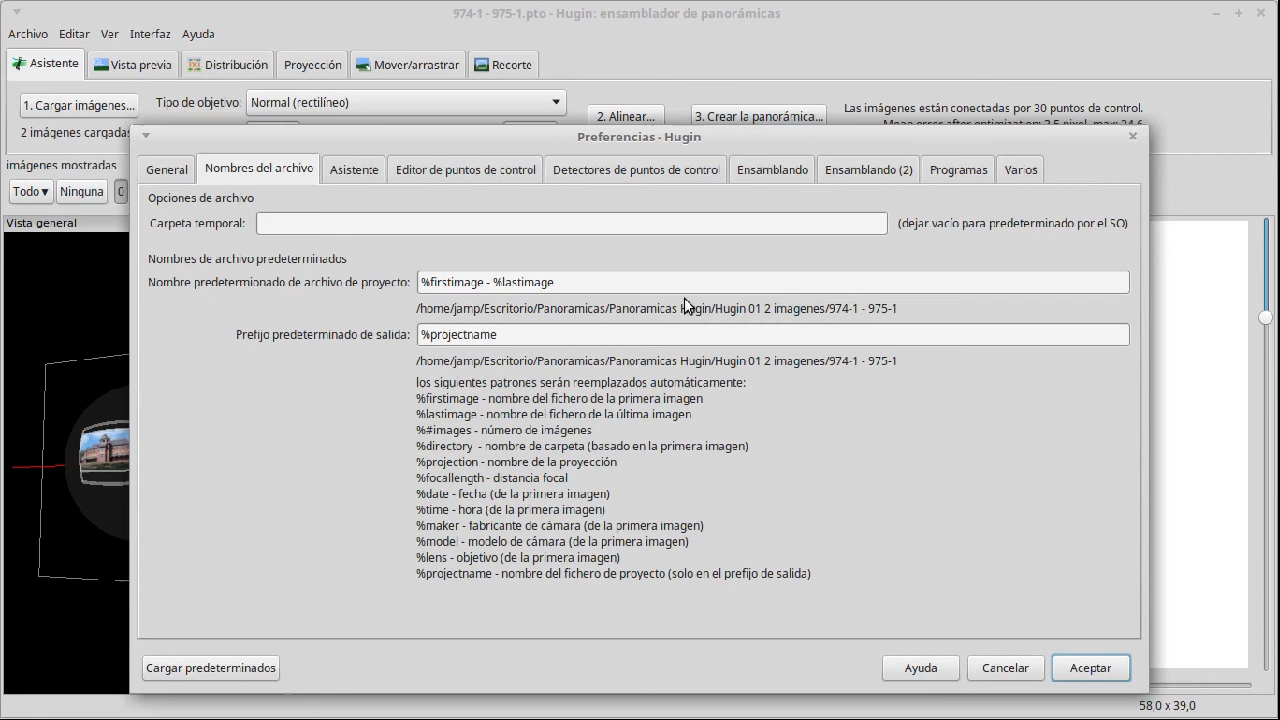 974-1 - 975-1.pto - Hugin: ensamblador de panorámicas
Archivo Editar Ver Interfaz Ayuda
Asistente Vista previa Distribución Proyección Mover/arrastrar Recorte
1. Cargar imágenes... Tipo de objetivo: Normal (rectilíneo) 2. Alinear... 3. Crear la panorámica... Las imágenes están conectadas por 30 puntos de control.
2 imágenes cargadas Mean error after optimization: 2.5 pixel, max: 24.6
imágenes mostradas
Todo Ninguna 0
Vista general
Preferencias - Hugin
General Nombres del archivo Asistente Editor de puntos de control Detectores de puntos de control Ensamblando Ensamblando (2) Programas Varios
Opciones de archivo
Carpeta temporal: (dejar vacío para predeterminado por el SO)
Nombres de archivo predeterminados
Nombre predeterminionado de archivo de proyecto: %firstimage - %lastimage
/home/jamp/Escritorio/Panoramicas/Panoramicas Hugin/Hugin 01 2 imagenes/974-1 - 975-1
Prefijo predeterminado de salida: %projectname
/home/jamp/Escritorio/Panoramicas/Panoramicas Hugin/Hugin 01 2 imagenes/974-1 - 975-1
los siguientes patrones serán reemplazados automáticamente:
%firstimage - nombre del fichero de la primera imagen
%lastimage - nombre del fichero de la última imagen
%#images - número de imágenes
%directory - nombre de carpeta (basado en la primera imagen)
%projection - nombre de la proyección
%focallength - distancia focal
%date - fecha (de la primera imagen)
%time - hora (de la primera imagen)
%maker - fabricante de cámara (de la primera imagen)
%model - modelo de cámara (de la primera imagen)
%lens - objetivo (de la primera imagen)
%projectname - nombre del fichero de proyecto (solo en el prefijo de salida)
Cargar predeterminados Ayuda Cancelar Aceptar
58.0 x 39,0